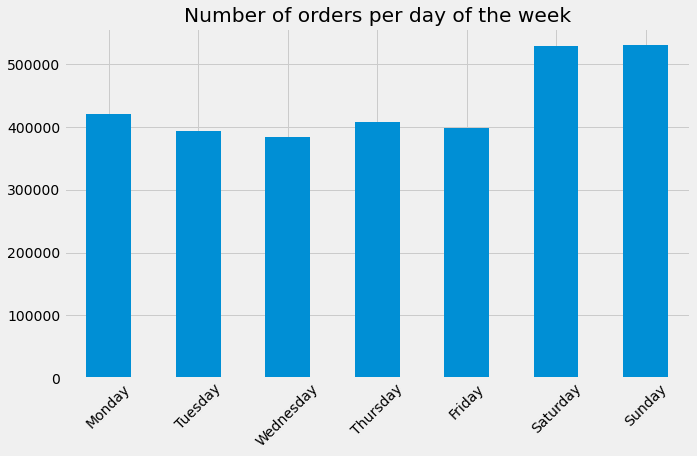 Number of orders per day of the week
500000
400000
300000
200000
100000
0
Monday
Tuesday
Wednesday
Thursday
Friday
Saturday
Sunday